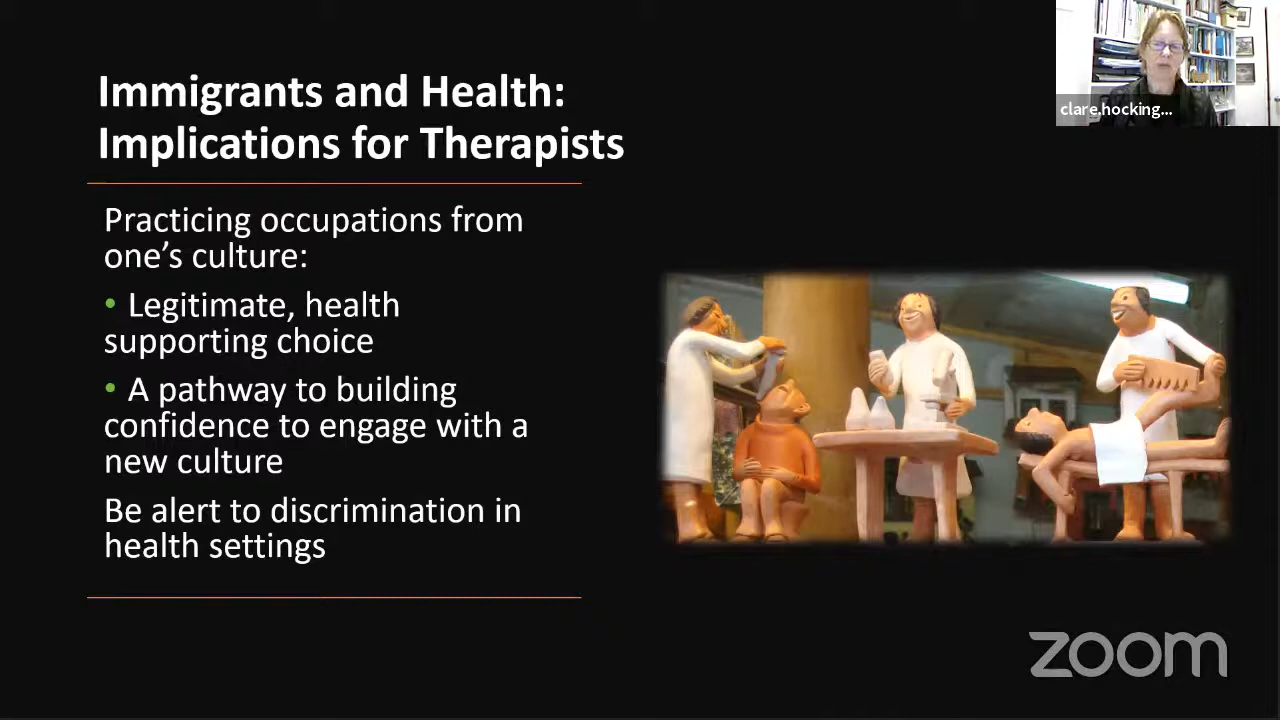 Immigrants and Health:
Implications for Therapists
clare.hocking...
Practicing occupations from
one’s culture:
• Legitimate, health
supporting choice
• A pathway to building
confidence to engage with a
new culture
Be alert to discrimination in
health settings
zoom